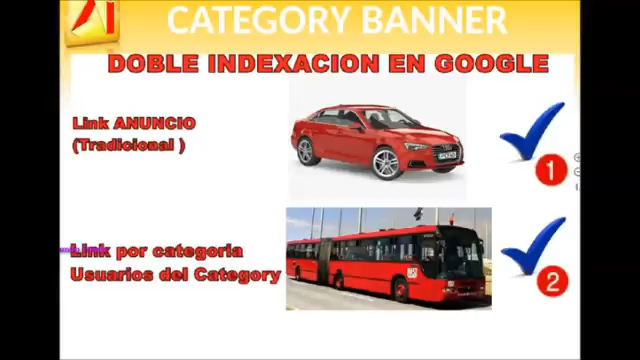 CATEGORY BANNER
DOBLE INDEXACION EN GOOGLE
Link ANUNCIO
(Tradicional )
1
Link por categoria
Usuarios del Category
2